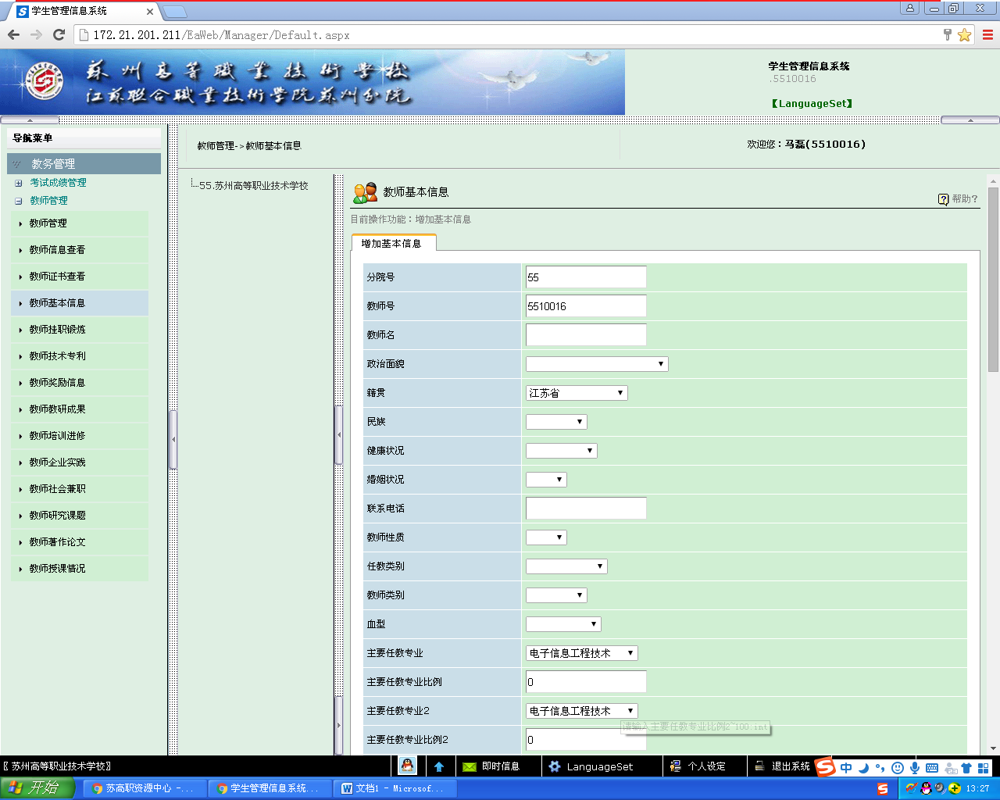 学生管理信息系统
172.21.201.211/EaWeb/Manager/Default.aspx
苏州高等职业技术学校
江苏联合职业技术学院苏州分院
学生管理信息系统
.5510016
【LanguageSet】
导航菜单
教务管理
考试成绩管理
教师管理
教师管理
教师信息查看
教师证书查看
教师基本信息
教师挂职锻炼
教师技术专利
教师奖励信息
教师教研成果
教师培训进修
教师企业实践
教师社会兼职
教师研究课题
教师著作论文
教师授课情况
教师管理->教师基本信息
欢迎您：马磊(5510016)
55.苏州高等职业技术学校
教师基本信息
帮助?
目前操作功能：增加基本信息
增加基本信息
分院号 55
教师号 5510016
教师名
政治面貌
籍贯 江苏省
民族
健康状况
婚姻状况
联系电话
教师性质
任教类别
教师类别
血型
主要任教专业 电子信息工程技术
主要任教专业比例 0
主要任教专业2 电子信息工程技术
请输入主要任教专业比例2~100:int
主要任教专业比例2 0
〖苏州高等职业技术学校〗
即时信息
LanguageSet
个人设定
退出系统
中
开始
苏高职资源中心 -...
学生管理信息系统...
文档1 - Microsof...
13:27